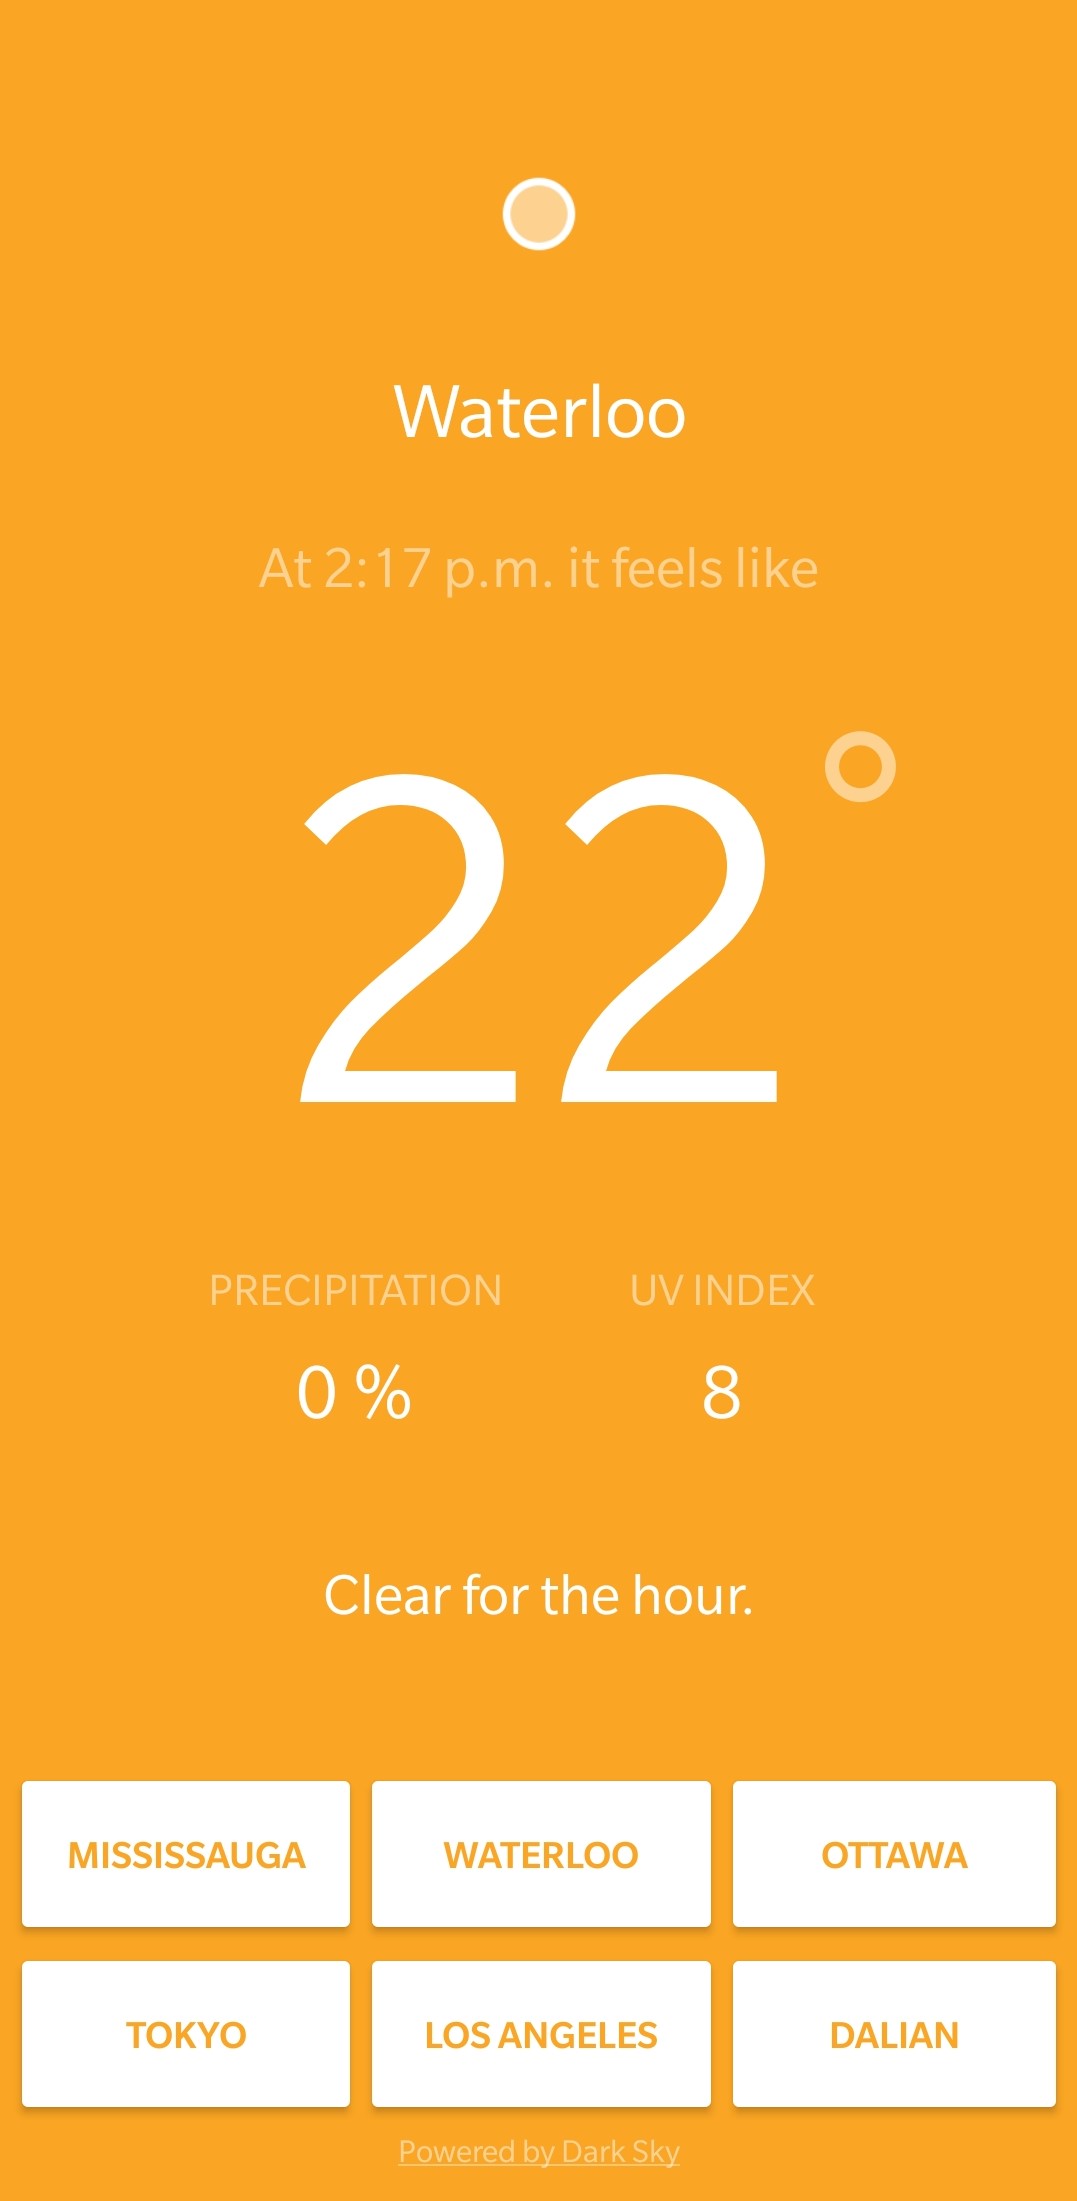 Waterloo
At 2:17 p.m. it feels like
22°
PRECIPITATION UV INDEX
0 % 8
Clear for the hour.
MISSISSAUGA WATERLOO OTTAWA
TOKYO LOS ANGELES DALIAN
Powered by Dark Sky